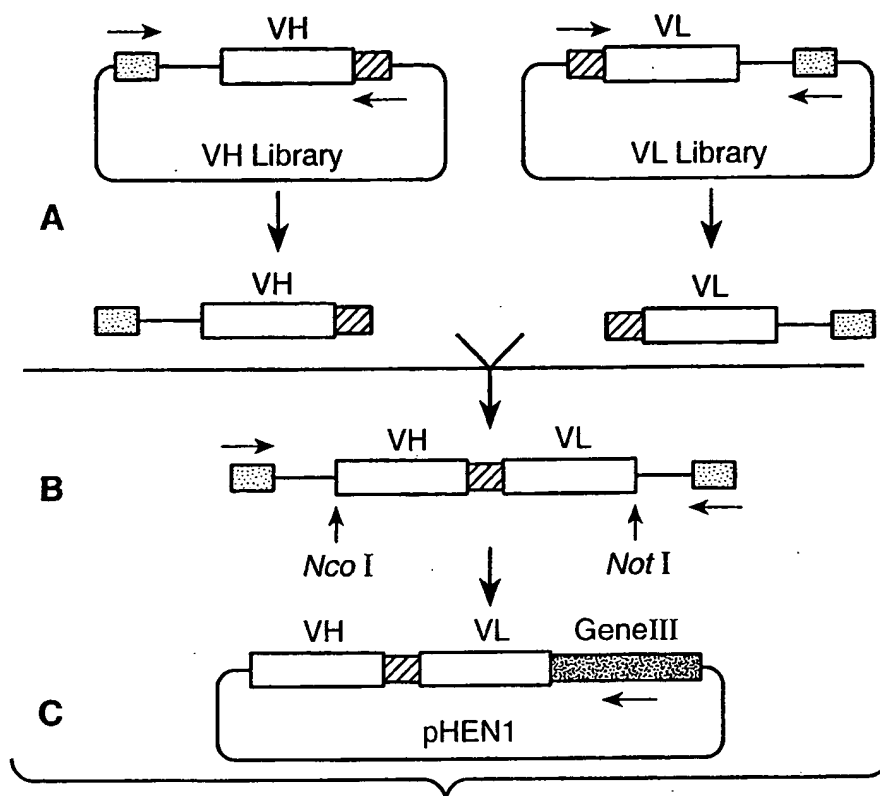 VH VL
VH Library VL Library
A
VH VL
VH VL
B
Nco I Not I
VH VL GeneIII
C
pHEN1